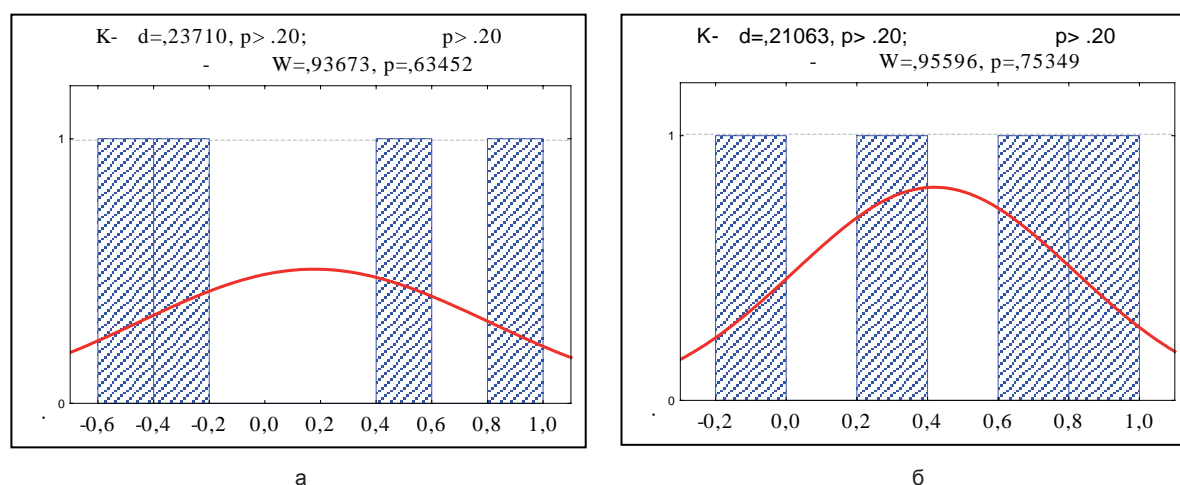 K- d=,23710, p> .20; p> .20
- W=,93673, p=,63452
1
0
. -0,6 -0,4 -0,2 0,0 0,2 0,4 0,6 0,8 1,0
а
K- d=,21063, p> .20; p> .20
- W=,95596, p=,75349
1
0
. -0,2 0,0 0,2 0,4 0,6 0,8 1,0
б